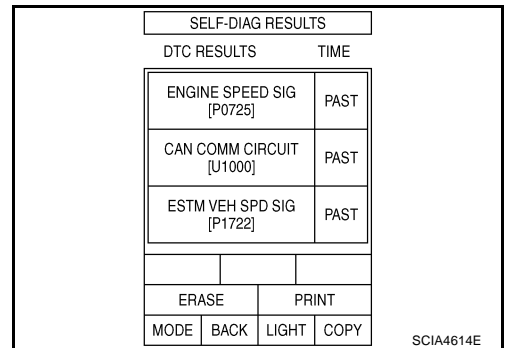 SELF-DIAG RESULTS
DTC RESULTS TIME
ENGINE SPEED SIG
[P0725]
PAST
CAN COMM CIRCUIT
[U1000]
PAST
ESTM VEH SPD SIG
[P1722]
PAST
ERASE PRINT
MODE BACK LIGHT COPY
SCIA4614E